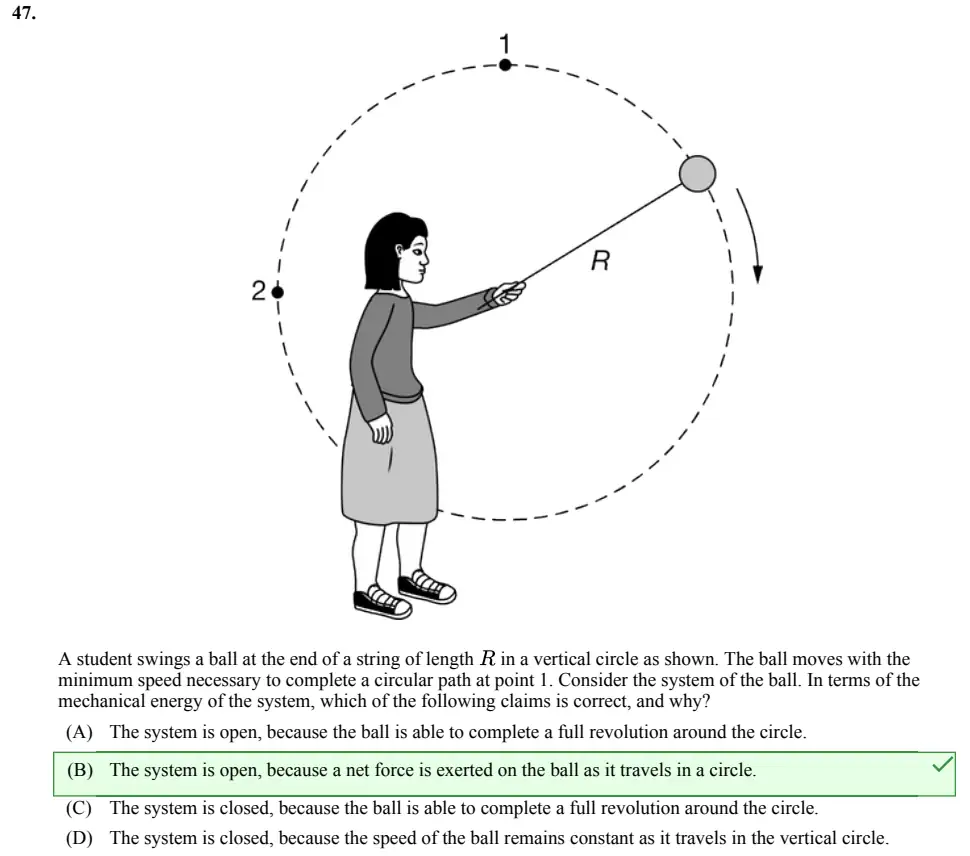 47.
1
R
2
A student swings a ball at the end of a string of length R in a vertical circle as shown. The ball moves with the
minimum speed necessary to complete a circular path at point 1. Consider the system of the ball. In terms of the
mechanical energy of the system, which of the following claims is correct, and why?
(A) The system is open, because the ball is able to complete a full revolution around the circle.
(B) The system is open, because a net force is exerted on the ball as it travels in a circle.
(C) The system is closed, because the ball is able to complete a full revolution around the circle.
(D) The system is closed, because the speed of the ball remains constant as it travels in the vertical circle.